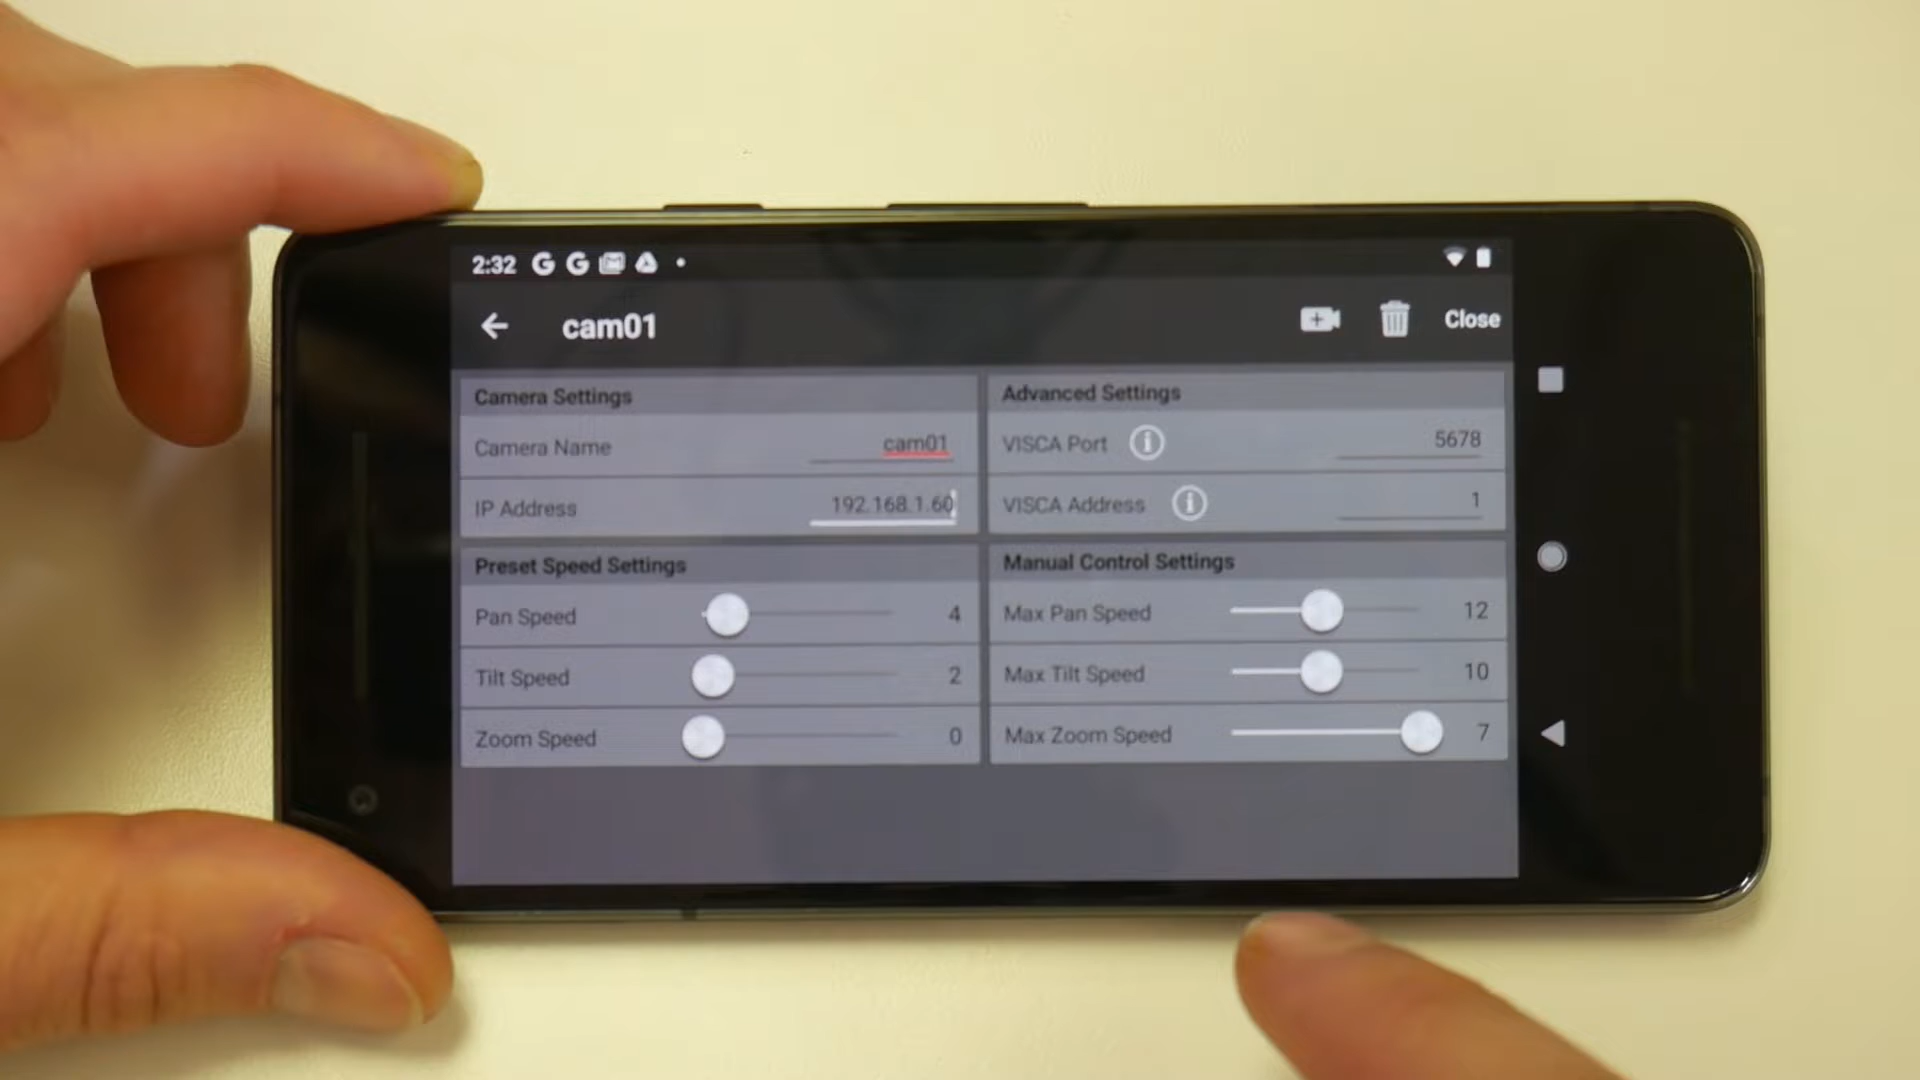 2:32 G G
cam01 Close
Camera Settings
Camera Name cam01
IP Address 192.168.1.60
Preset Speed Settings
Pan Speed 4
Tilt Speed 2
Zoom Speed 0
Advanced Settings
VISCA Port i 5678
VISCA Address i 1
Manual Control Settings
Max Pan Speed 12
Max Tilt Speed 10
Max Zoom Speed 7